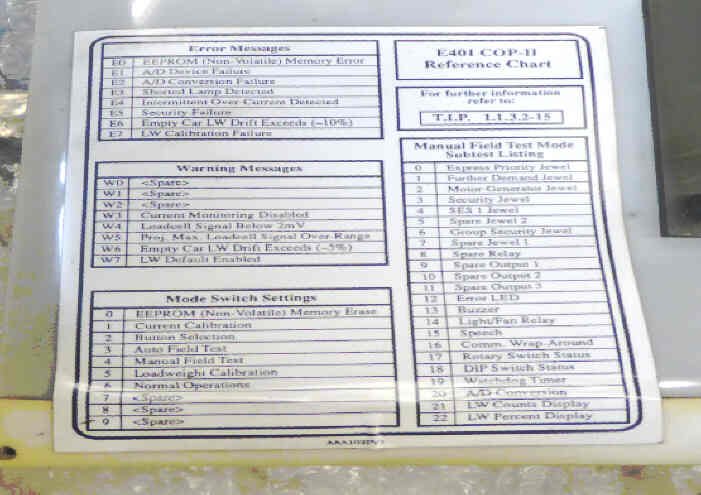 Error Messages
E0 EEPROM (Non-Volatile) Memory Error
E1 A/D Device Failure
E2 A/D Conversion Failure
E3 Shorted Lamp Detected
E4 Intermittent Over-Current Detected
E5 Security Failure
E6 Empty Car LW Drift Exceeds (~10%)
E7 LW Calibration Failure
Warning Messages
W0 <Spare>
W1 <Spare>
W2 <Spare>
W3 Current Monitoring Disabled
W4 Loadcell Signal Below 2mV
W5 Proj. Max. Loadcell Signal Over-Range
W6 Empty Car LW Drift Exceeds (~5%)
W7 LW Default Enabled
Mode Switch Settings
0 EEPROM (Non-Volatile) Memory Erase
1 Current Calibration
2 Button Selection
3 Auto Field Test
4 Manual Field Test
5 Loadweight Calibration
6 Normal Operations
7 <Spare>
8 <Spare>
9 <Spare>
E401 COP-II
Reference Chart
For further information
refer to:
T.I.P. 1.1.3.2-15
Manual Field Test Mode
Subtest Listing
0 Express Priority Jewel
1 Further Demand Jewel
2 Motor-Generator Jewel
3 Security Jewel
4 SES 1 Jewel
5 Spare Jewel 2
6 Group Security Jewel
7 Spare Jewel 1
8 Spare Relay
9 Spare Output 1
10 Spare Output 2
11 Spare Output 3
12 Error LED
13 Buzzer
14 Light/Fan Relay
15 Speech
16 Comm. Wrap-Around
17 Rotary Switch Status
18 DIP Switch Status
19 Watchdog Timer
20 A/D Conversion
21 LW Counts Display
22 LW Percent Display